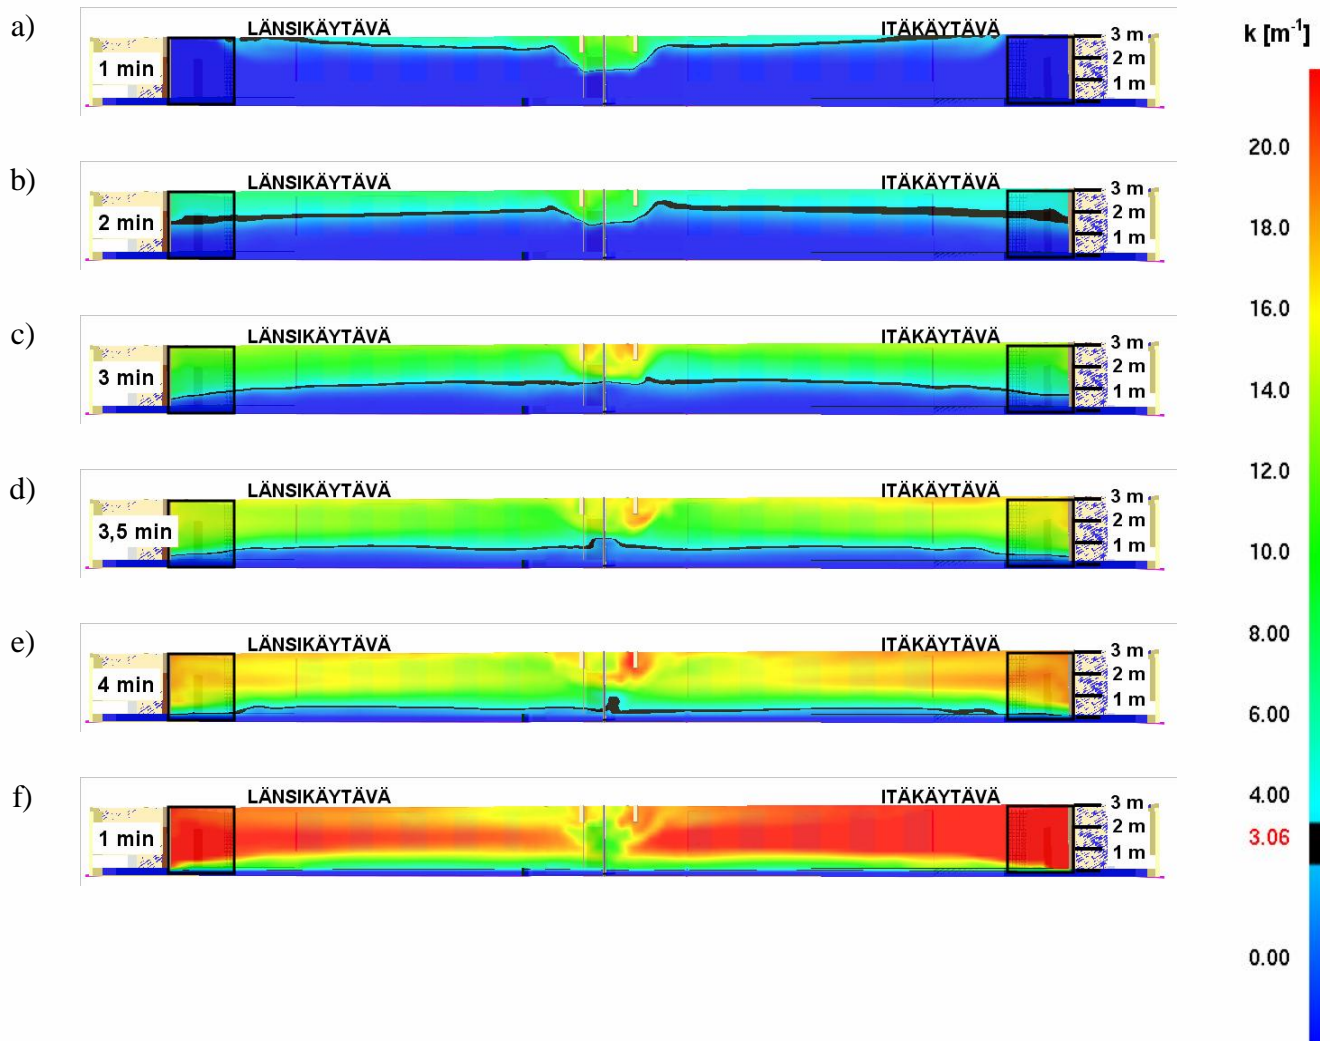 k [m⁻¹]
a)
LÄNSIKÄYTÄVÄ
ITÄKÄYTÄVÄ
1 min
3 m
2 m
1 m
b)
LÄNSIKÄYTÄVÄ
ITÄKÄYTÄVÄ
2 min
3 m
2 m
1 m
c)
LÄNSIKÄYTÄVÄ
ITÄKÄYTÄVÄ
3 min
3 m
2 m
1 m
d)
LÄNSIKÄYTÄVÄ
ITÄKÄYTÄVÄ
3,5 min
3 m
2 m
1 m
e)
LÄNSIKÄYTÄVÄ
ITÄKÄYTÄVÄ
4 min
3 m
2 m
1 m
f)
LÄNSIKÄYTÄVÄ
ITÄKÄYTÄVÄ
1 min
3 m
2 m
1 m
20.0
18.0
16.0
14.0
12.0
10.0
8.00
6.00
4.00
3.06
0.00